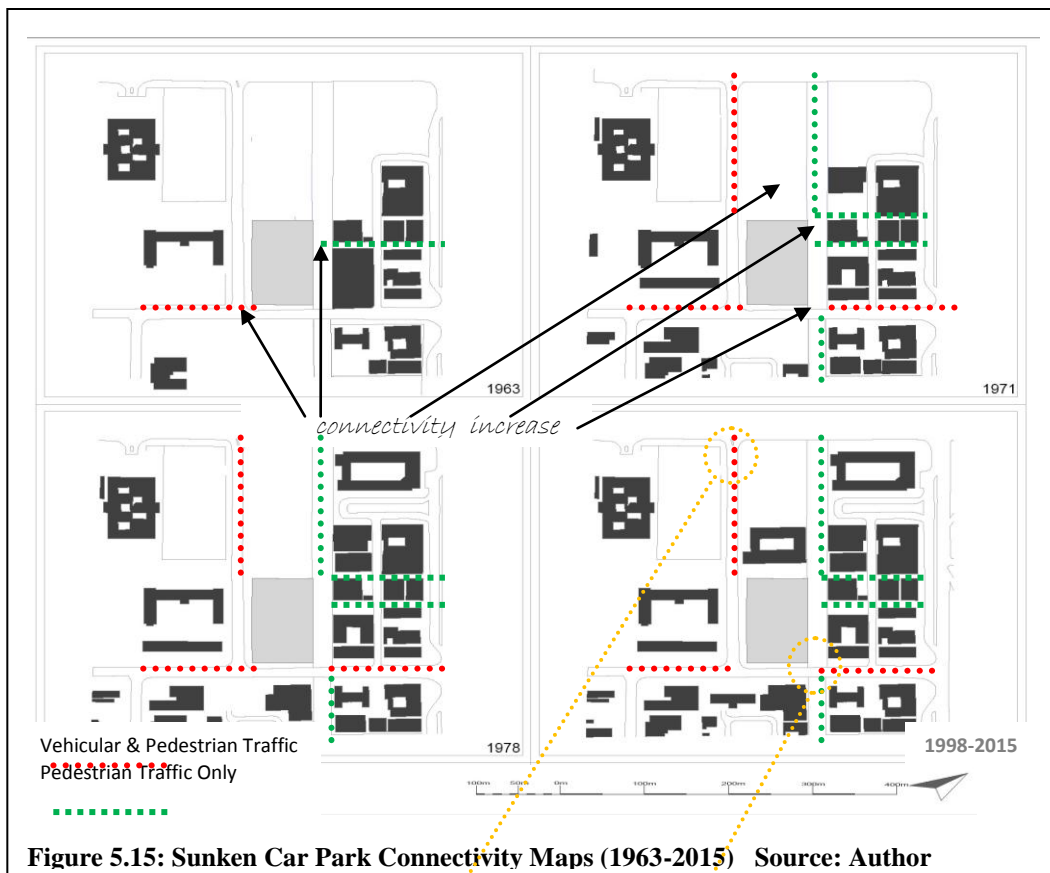 1963
1971
connectivity increase
1978
1998-2015
Vehicular & Pedestrian Traffic
Pedestrian Traffic Only
100m 50m 0m 100m 200m 300m 400m
Figure 5.15: Sunken Car Park Connectivity Maps (1963-2015) Source: Author